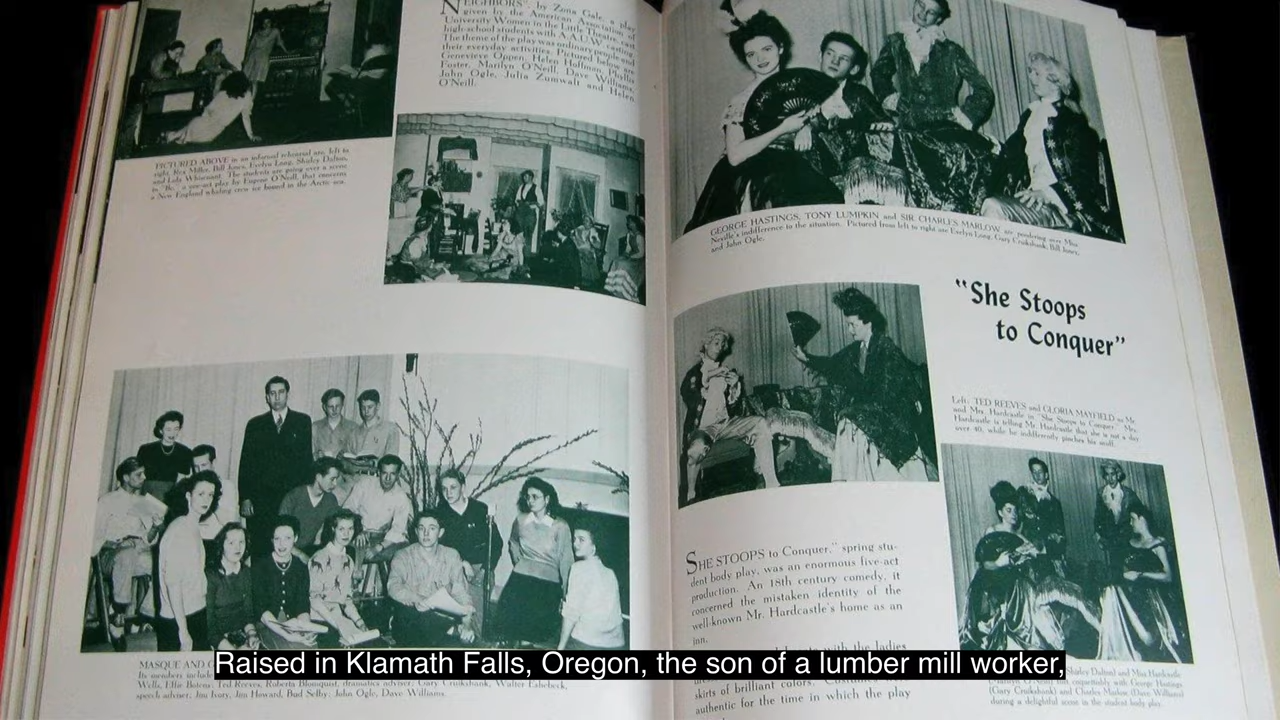 NEIGHBORS", by Zona Gale, a play
given by the American Association of
University Women in the Little Theatre, cast
high-school students with A.A.U.W. campus.
The theme of the play was ordinary people and
their everyday activities. Pictured below are
Genevieve Oppen, Helen Hoffman, Phyllis
Foster, Marilyn O'Neill, Dave Williams,
John Ogle, Julia Zumwalt and Helen
O'Neill.
PICTURED ABOVE in an informal rehearsal are, left to
right, Rex Miller, Bill Jones, Evelyn Long, Shirley Dalton,
and Lula Whisenant. The students are going over a scene
in "Ile," a one-act play by Eugene O'Neill, that concerns
a New England whaling crew ice bound in the Arctic sea.
MASQUE AND
Its members include
Wells, Effie Botens, Ted Reeves, Roberta Blomquist, dramatics adviser; Gary Cruikshank, Walter Eschebeck,
speech adviser; Jim Ivory, Jim Howard, Bud Selby, John Ogle, Dave Williams.
GEORGE HASTINGS, TONY LUMPKIN and SIR CHARLES MARLOW are pondering over Miss
Neville's indifference to the situation. Pictured from left to right are Evelyn Long, Gary Cruikshank, Bill Jones,
and John Ogle.
"She Stoops
to Conquer"
Left: TED REEVES and GLORIA MAYFIELD as Mr.
and Mrs. Hardcastle in "She Stoops to Conquer." Mrs.
Hardcastle is telling Mr. Hardcastle that she is not a day
over 40, while he indifferently pinches his snuff.
SHE STOOPS to Conquer," spring stu-
dent body play, was an enormous five-act
production. An 18th century comedy, it
concerned the mistaken identity of the
well-known Mr. Hardcastle's home as an
inn.
with the ladies
skirts of brilliant colors.
authentic for the time in which the play
Shirley Dalton) and Miss Hardcastle
(Marilyn O'Neill) flirt coquettishly with George Hastings
(Gary Cruikshank) and Charles Marlow (Dave Williams)
during a delightful scene in the student body play.
Raised in Klamath Falls, Oregon, the son of a lumber mill worker,